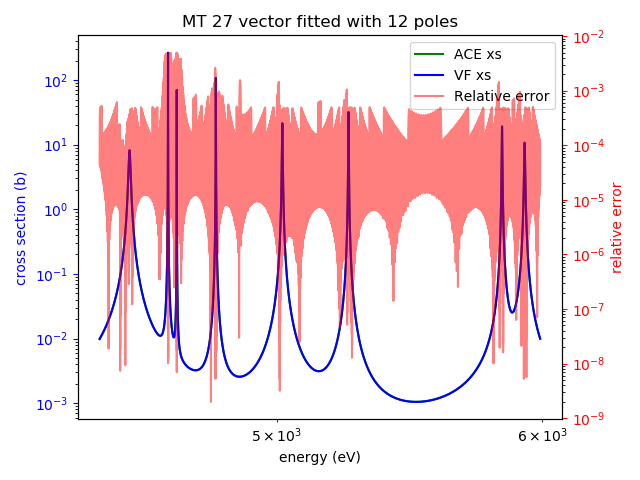 MT 27 vector fitted with 12 poles
ACE xs
VF xs
Relative error
cross section (b)
10²
10¹
10⁰
10⁻¹
10⁻²
10⁻³
10⁻²
10⁻³
10⁻⁴
10⁻⁵
10⁻⁶
10⁻⁷
10⁻⁸
10⁻⁹
relative error
5 × 10³
6 × 10³
energy (eV)